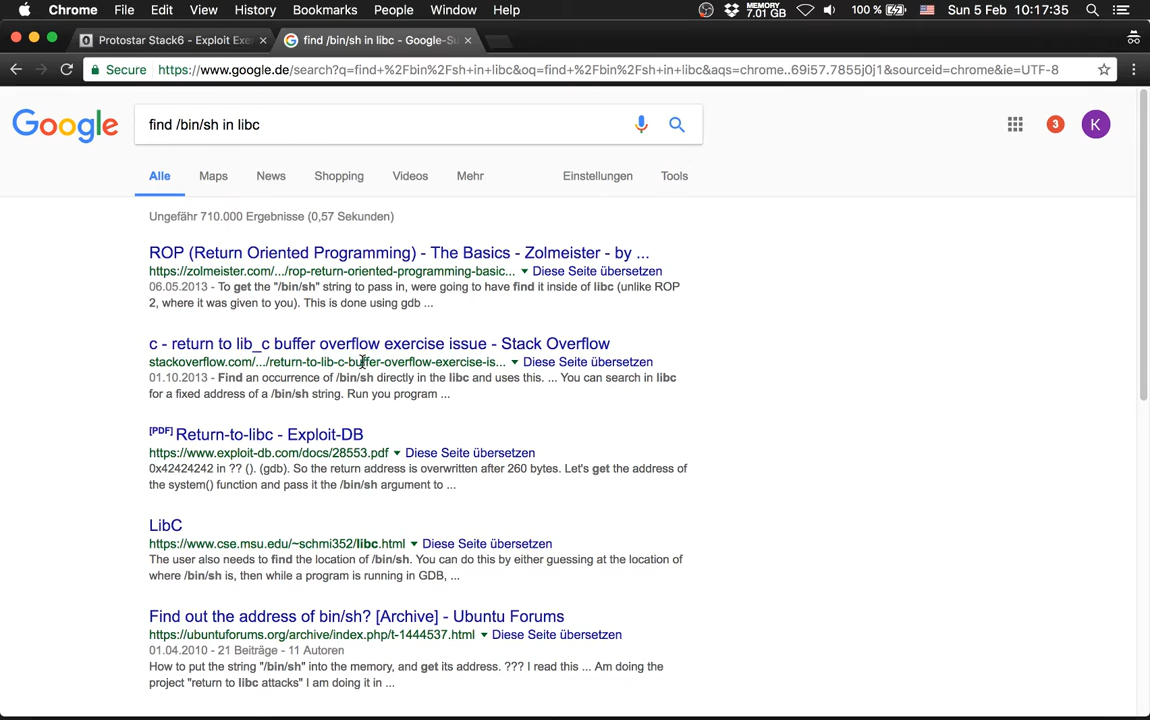 Chrome File Edit View History Bookmarks People Window Help MEMORY 7.01 GB 100 % Sun 5 Feb 10:17:35
Protostar Stack6 - Exploit Exe × find /bin/sh in libc - Google-Su ×
Secure https://www.google.de/search?q=find+%2Fbin%2Fsh+in+libc&oq=find+%2Fbin%2Fsh+in+libc&aqs=chrome..69i57.7855j0j1&sourceid=chrome&ie=UTF-8
Google find /bin/sh in libc 3 K
Alle Maps News Shopping Videos Mehr Einstellungen Tools
Ungefähr 710.000 Ergebnisse (0,57 Sekunden)
ROP (Return Oriented Programming) - The Basics - Zolmeister - by ...
https://zolmeister.com/.../rop-return-oriented-programming-basic... Diese Seite übersetzen
06.05.2013 - To get the "/bin/sh" string to pass in, were going to have find it inside of libc (unlike ROP
2, where it was given to you). This is done using gdb ...
c - return to lib_c buffer overflow exercise issue - Stack Overflow
stackoverflow.com/.../return-to-lib-c-buffer-overflow-exercise-is... Diese Seite übersetzen
01.10.2013 - Find an occurrence of /bin/sh directly in the libc and uses this. ... You can search in libc
for a fixed address of a /bin/sh string. Run you program ...
[PDF] Return-to-libc - Exploit-DB
https://www.exploit-db.com/docs/28553.pdf Diese Seite übersetzen
0x42424242 in ?? (). (gdb). So the return address is overwritten after 260 bytes. Let's get the address of
the system() function and pass it the /bin/sh argument to ...
LibC
https://www.cse.msu.edu/~schmi352/libc.html Diese Seite übersetzen
The user also needs to find the location of /bin/sh. You can do this by either guessing at the location of
where /bin/sh is, then while a program is running in GDB, ...
Find out the address of bin/sh? [Archive] - Ubuntu Forums
https://ubuntuforums.org/archive/index.php/t-1444537.html Diese Seite übersetzen
01.04.2010 - 21 Beiträge - 11 Autoren
How to put the string "/bin/sh" into the memory, and get its address. ??? I read this ... Am doing the
project "return to libc attacks" I am doing it in ...